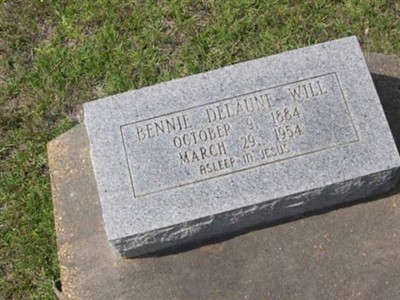 BENNIE DELAUNE WILL
OCTOBER 9, 1884
MARCH 29, 1954
ASLEEP IN JESUS